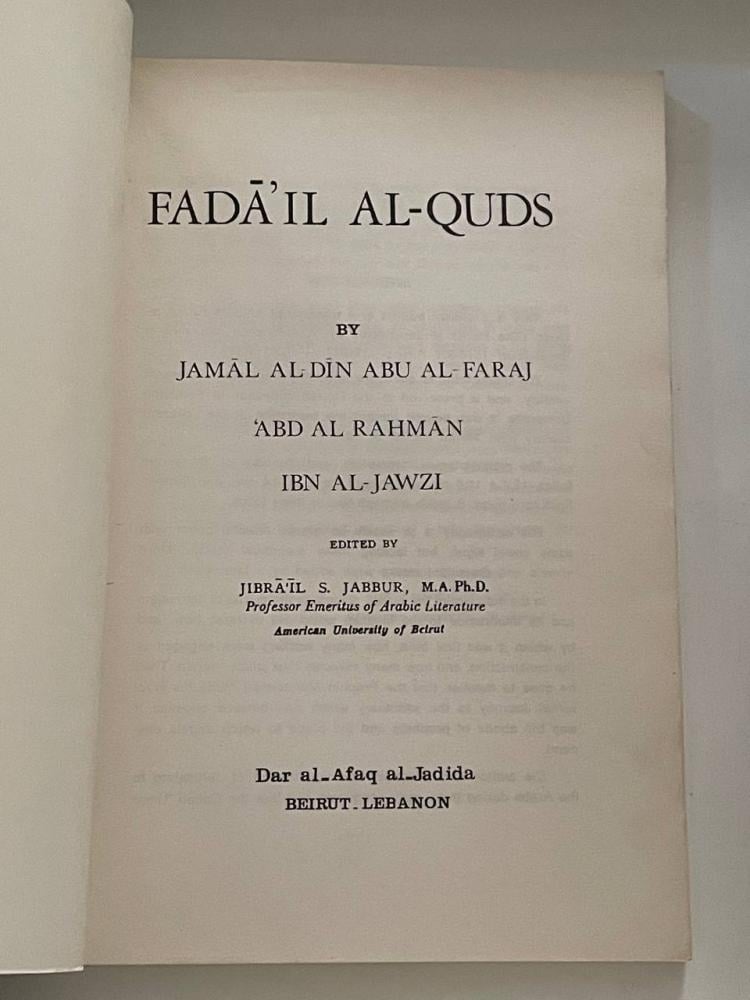 FADĀ'IL AL-QUDS
BY
JAMĀL AL-DĪN ABU AL-FARAJ
'ABD AL RAHMĀN
IBN AL-JAWZI
EDITED BY
JIBRĀ'ĪL S. JABBUR, M.A. Ph.D.
Professor Emeritus of Arabic Literature
American University of Beirut
Dar al-Afaq al-Jadida
BEIRUT-LEBANON